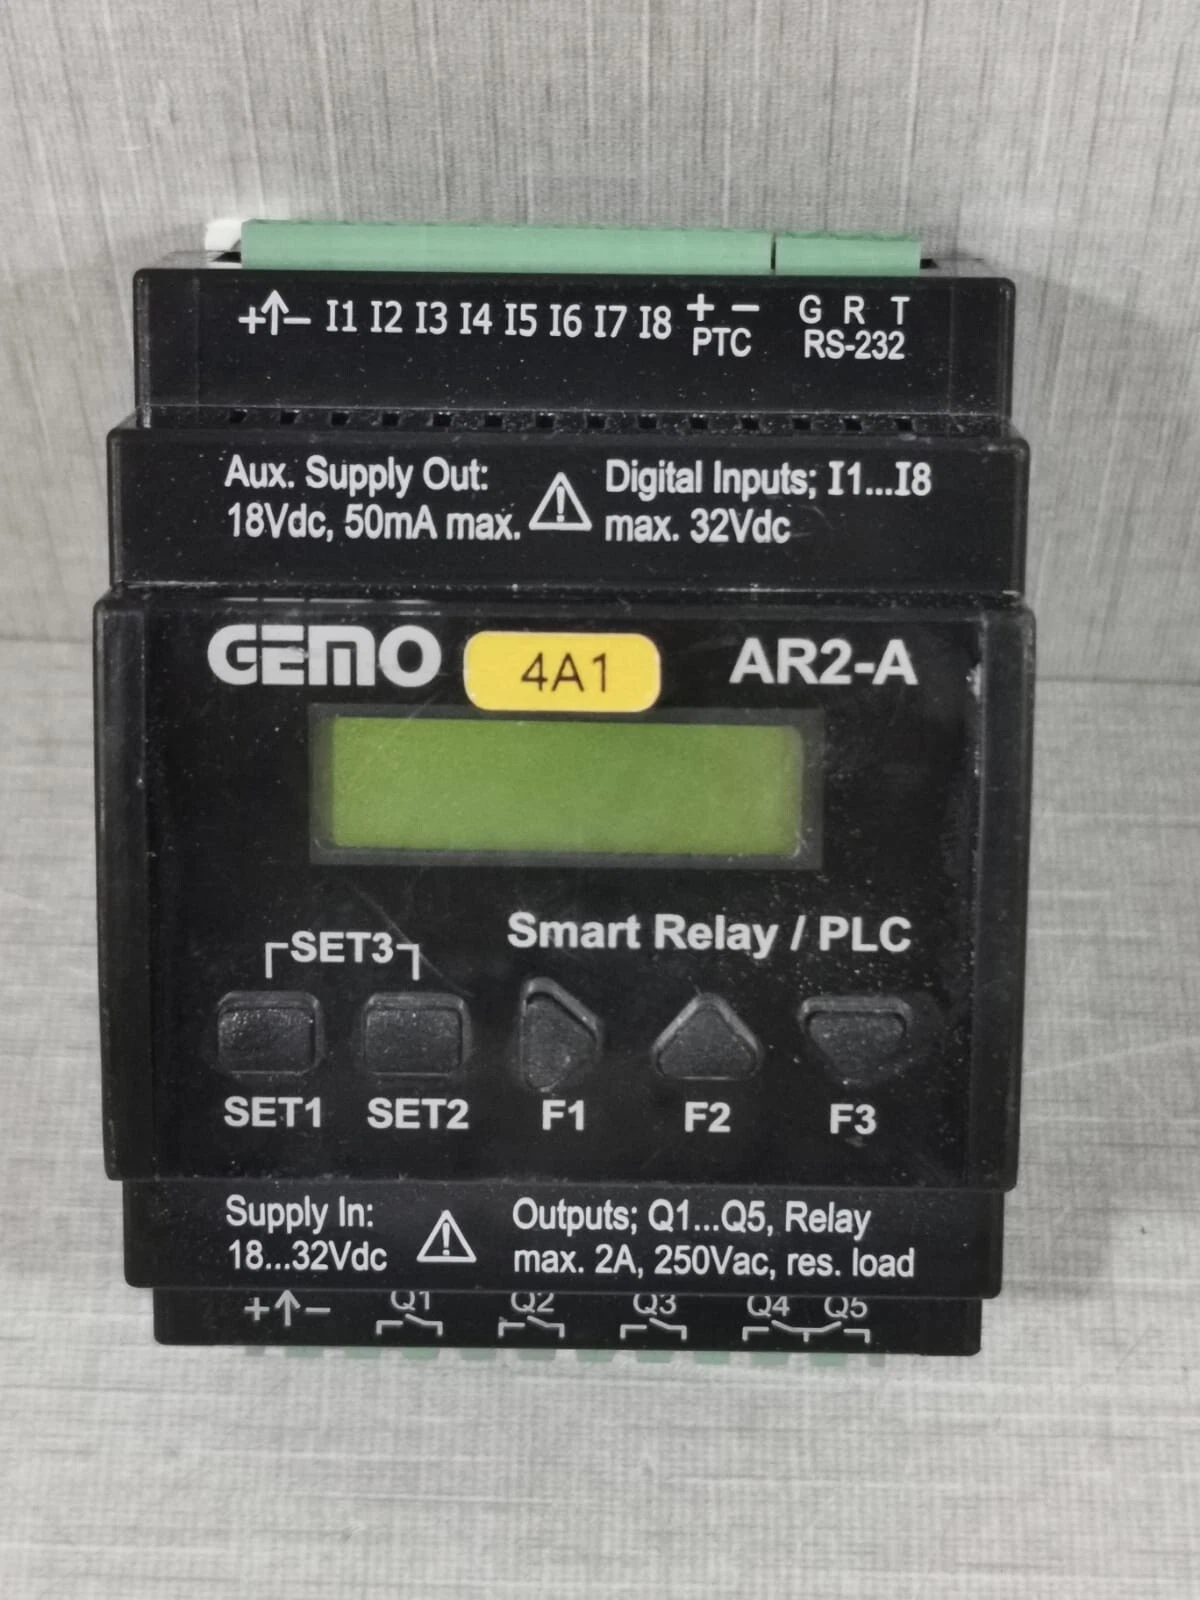 + - I1 I2 I3 I4 I5 I6 I7 I8 + - G R T
PTC RS-232
Aux. Supply Out: Digital Inputs; I1...I8
18Vdc, 50mA max. max. 32Vdc
GEMO 4A1 AR2-A
Smart Relay / PLC
SET3
SET1 SET2 F1 F2 F3
Supply In: Outputs; Q1...Q5, Relay
18...32Vdc max. 2A, 250Vac, res. load
+ - Q1 Q2 Q3 Q4 Q5